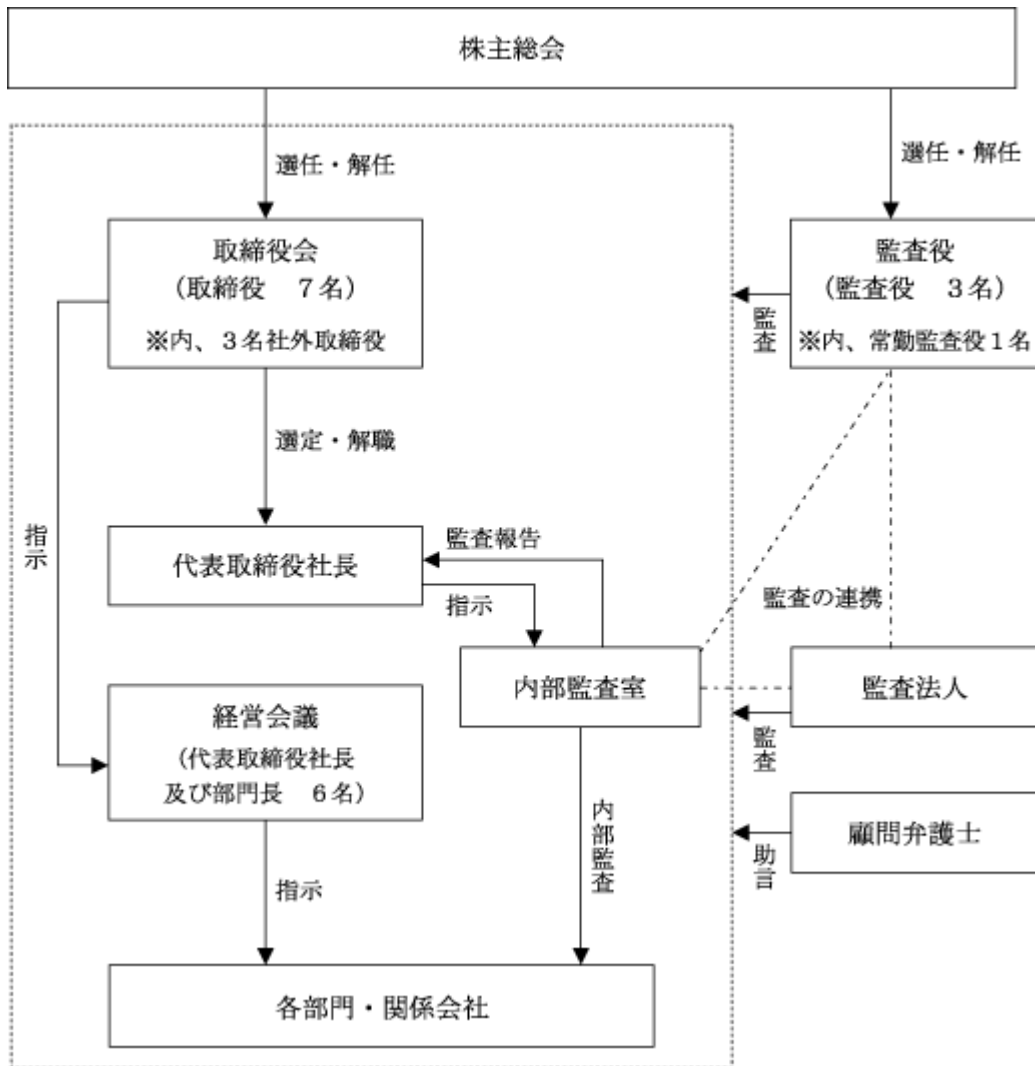 株主総会
選任・解任
選任・解任
取締役会
(取締役　７名)
※内、３名社外取締役
監査役
(監査役　３名)
※内、常勤監査役１名
監査
選定・解職
指示
代表取締役社長
監査報告
指示
監査の連携
内部監査室
監査法人
監査
経営会議
(代表取締役社長
及び部門長　６名)
内部監査
顧問弁護士
助言
指示
各部門・関係会社